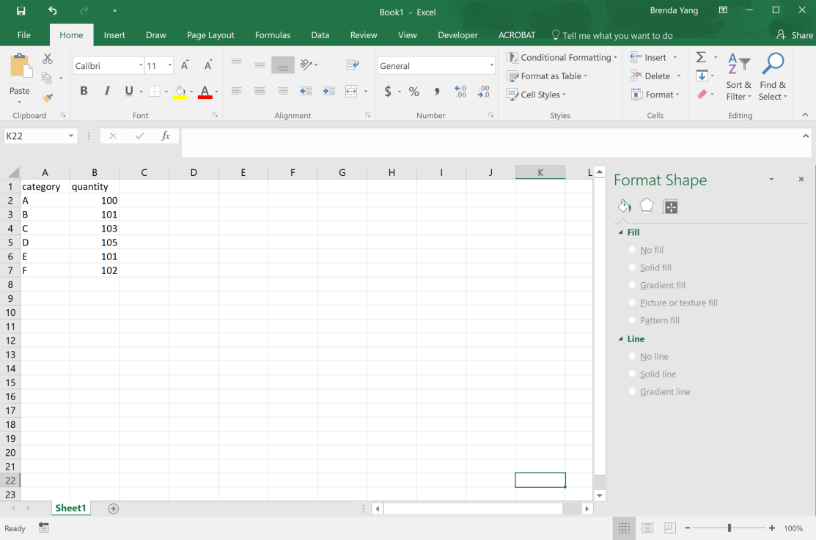 Book1 - Excel
Brenda Yang
File Home Insert Draw Page Layout Formulas Data Review View Developer ACROBAT Tell me what you want to do Share
Paste
Clipboard
Calibri 11
B I U A
Font
Alignment
General
$ % ,
Number
Conditional Formatting
Format as Table
Cell Styles
Styles
Insert
Delete
Format
Cells
Sort & Filter
Find & Select
Editing
K22 fx
A B C D E F G H I J K L
1 category quantity
2 A 100
3 B 101
4 C 103
5 D 105
6 E 101
7 F 102
8
9
10
11
12
13
14
15
16
17
18
19
20
21
22
23
Format Shape
Fill
No fill
Solid fill
Gradient fill
Picture or texture fill
Pattern fill
Line
No line
Solid line
Gradient line
Sheet1
Ready
100%